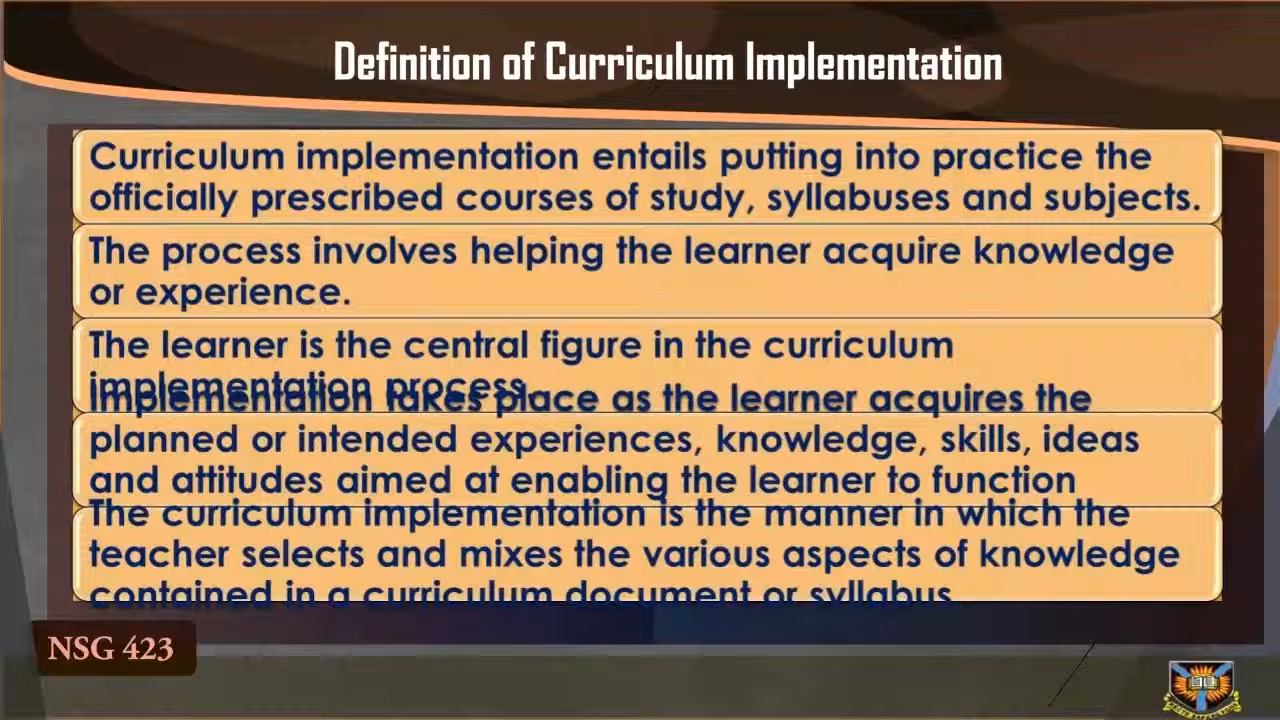 Definition of Curriculum Implementation
Curriculum implementation entails putting into practice the
officially prescribed courses of study, syllabuses and subjects.
The process involves helping the learner acquire knowledge
or experience.
The learner is the central figure in the curriculum
implementation process.
Implementation takes place as the learner acquires the
planned or intended experiences, knowledge, skills, ideas
and attitudes aimed at enabling the learner to function
The curriculum implementation is the manner in which the
teacher selects and mixes the various aspects of knowledge
contained in a curriculum document or syllabus.
NSG 423